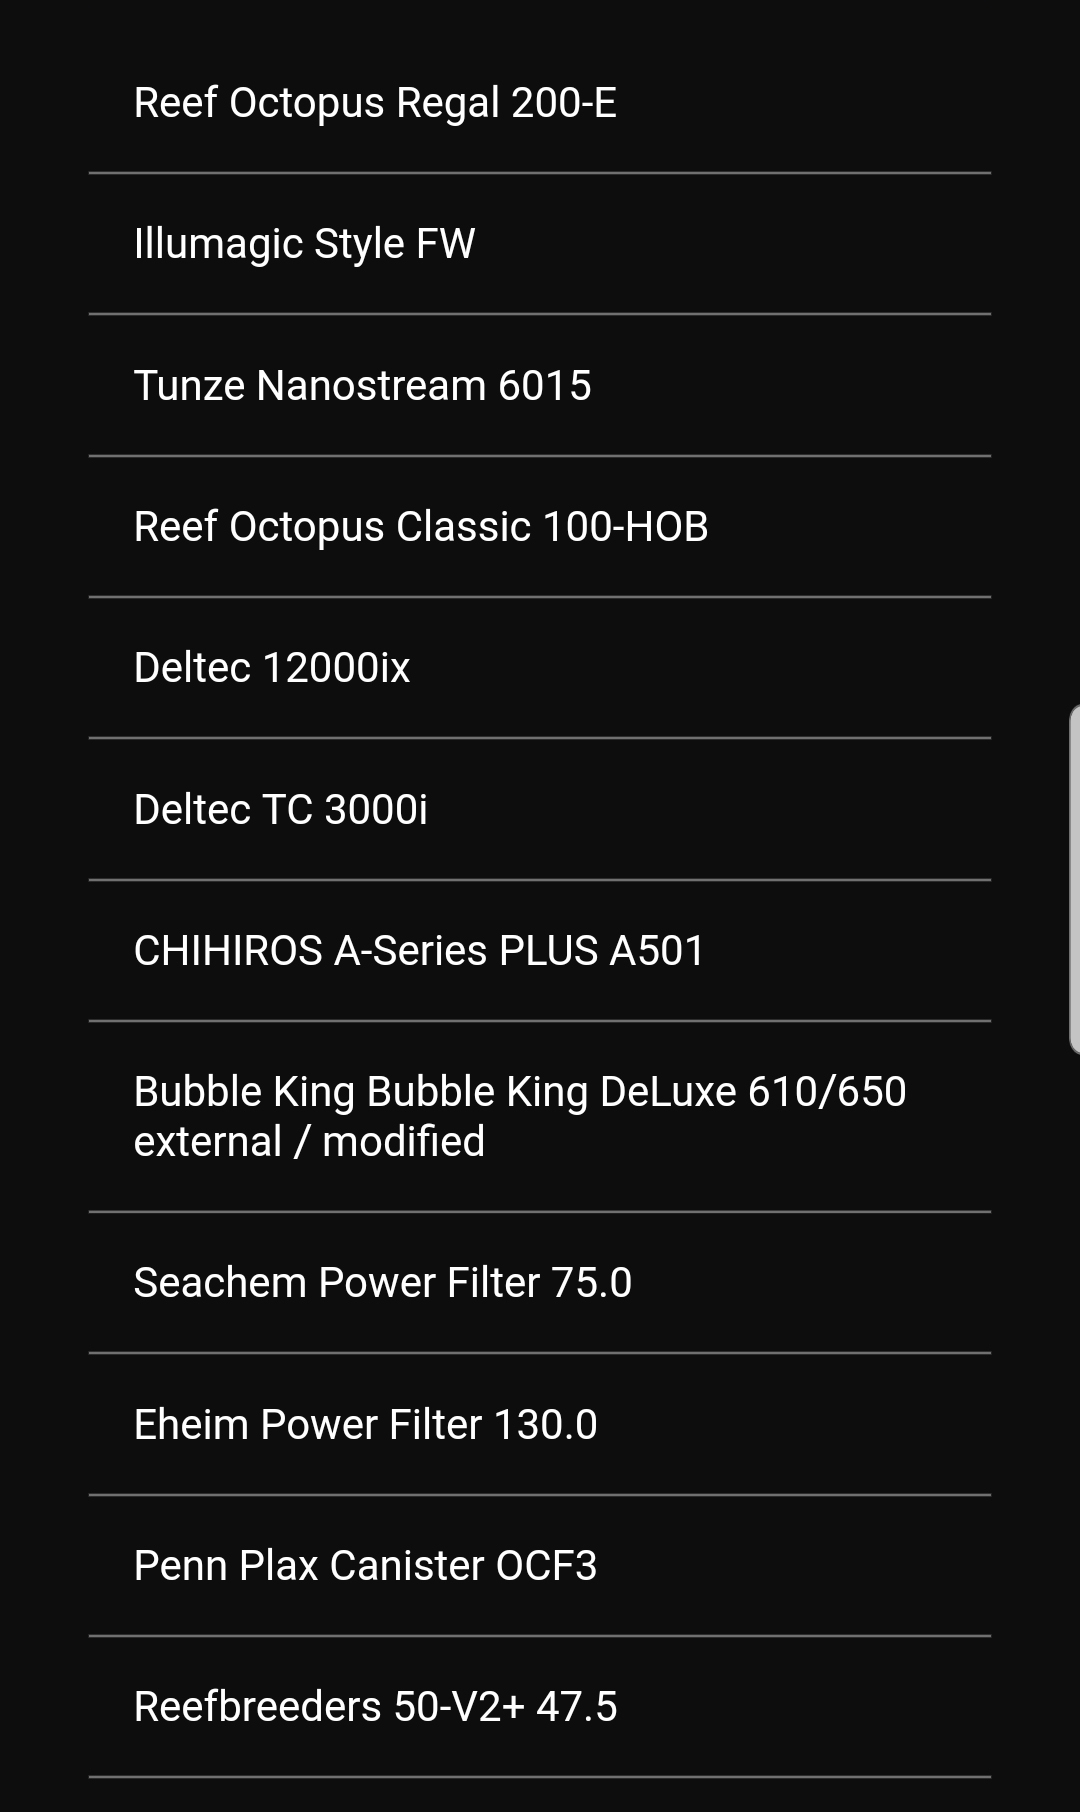 Reef Octopus Regal 200-E
Illumagic Style FW
Tunze Nanostream 6015
Reef Octopus Classic 100-HOB
Deltec 12000ix
Deltec TC 3000i
CHIHIROS A-Series PLUS A501
Bubble King Bubble King DeLuxe 610/650
external / modified
Seachem Power Filter 75.0
Eheim Power Filter 130.0
Penn Plax Canister OCF3
Reefbreeders 50-V2+ 47.5